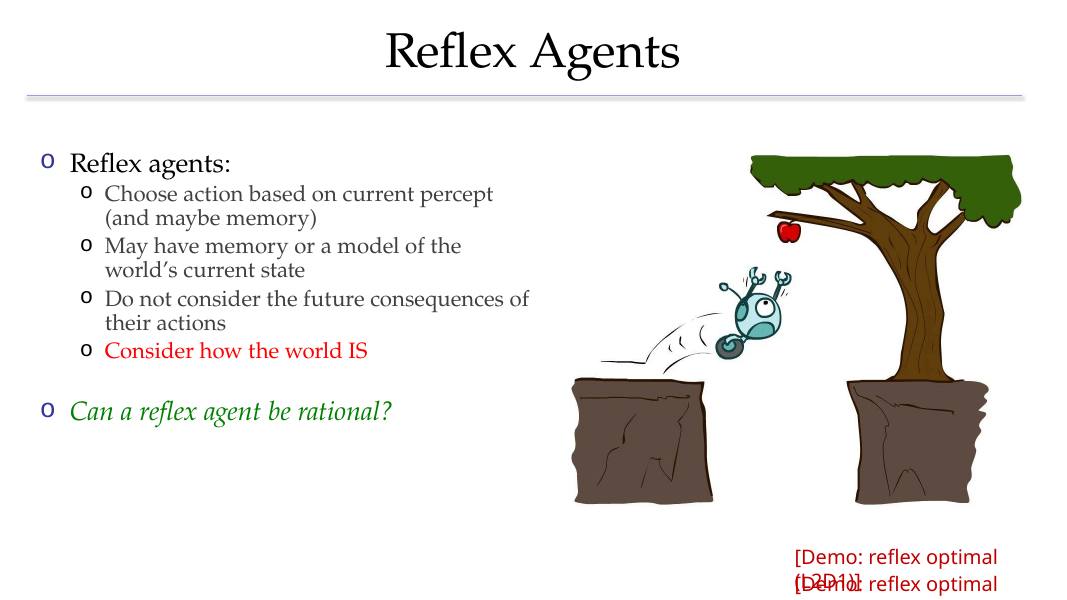 Reflex Agents
o Reflex agents:
o Choose action based on current percept
(and maybe memory)
o May have memory or a model of the
world’s current state
o Do not consider the future consequences of
their actions
o Consider how the world IS
o Can a reflex agent be rational?
[Demo: reflex optimal
(L2D1)]
[Demo: reflex optimal